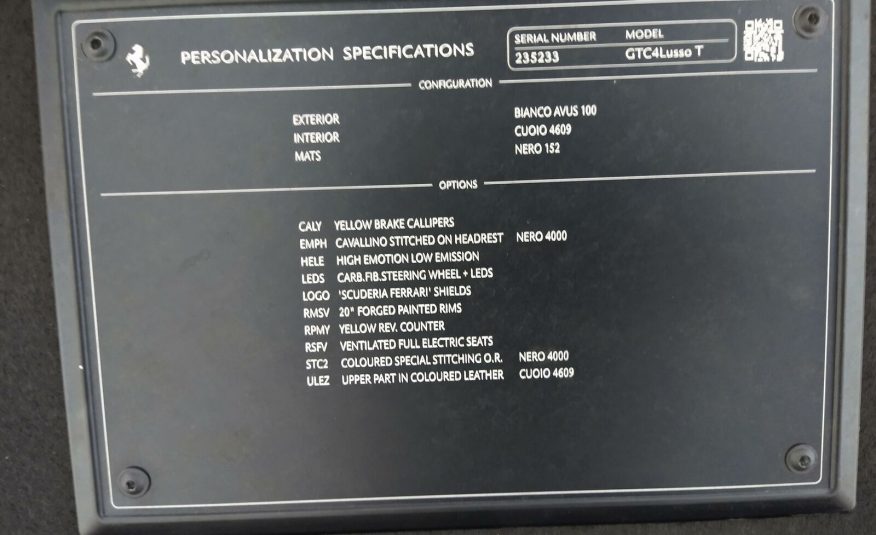 PERSONALIZATION SPECIFICATIONS
SERIAL NUMBER MODEL
235233 GTC4Lusso T
CONFIGURATION
EXTERIOR BIANCO AVUS 100
INTERIOR CUOIO 4609
MATS NERO 152
OPTIONS
CALY YELLOW BRAKE CALLIPERS
EMPH CAVALLINO STITCHED ON HEADREST NERO 4000
HELE HIGH EMOTION LOW EMISSION
LEDS CARB.FIB.STEERING WHEEL + LEDS
LOGO 'SCUDERIA FERRARI' SHIELDS
RMSV 20" FORGED PAINTED RIMS
RPMY YELLOW REV. COUNTER
RSFV VENTILATED FULL ELECTRIC SEATS
STC2 COLOURED SPECIAL STITCHING O.R. NERO 4000
ULEZ UPPER PART IN COLOURED LEATHER CUOIO 4609